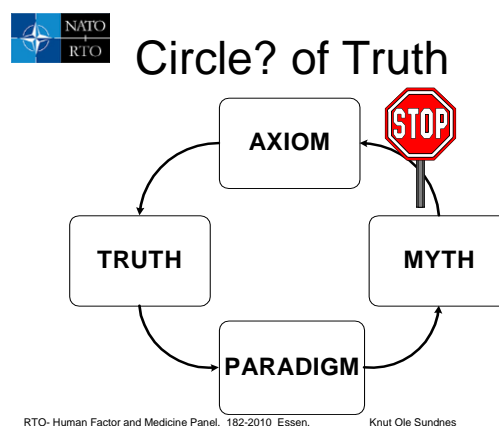 NATO
+
RTO
Circle? of Truth
STOP
AXIOM
TRUTH
MYTH
PARADIGM
RTO- Human Factor and Medicine Panel. 182-2010 Essen. Knut Ole Sundnes